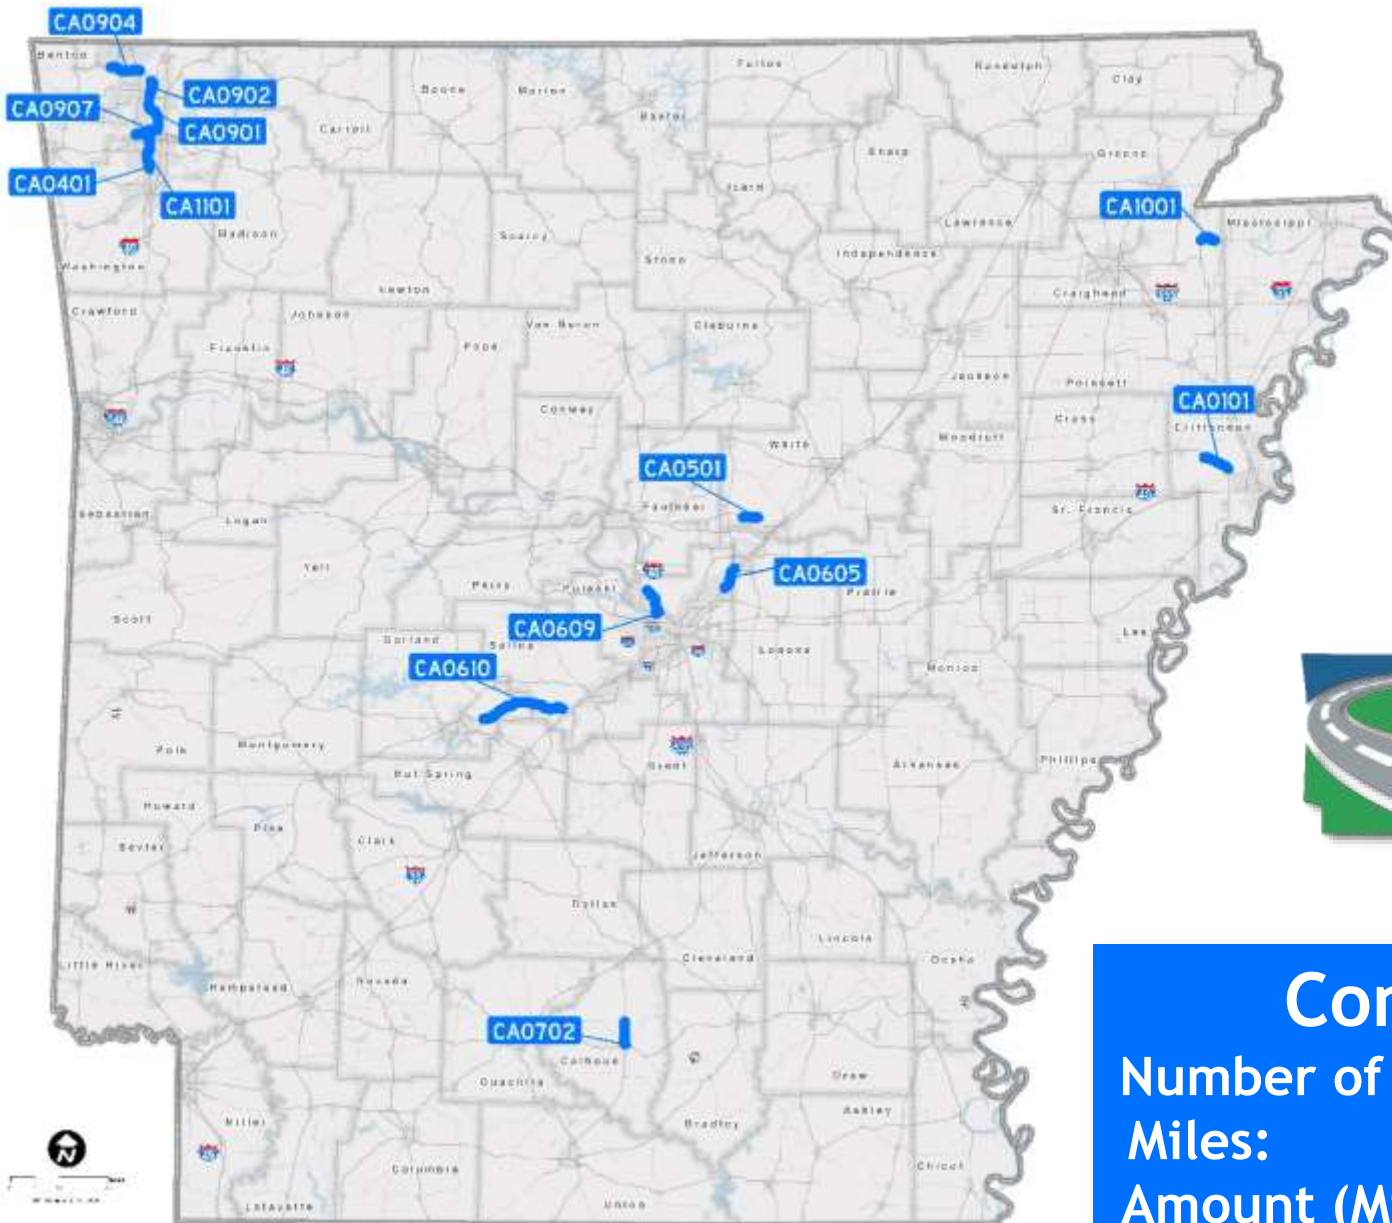 CA0904
Benton
CA0902
CA0907
CA0901
CA0401
CA1101
Carroll
Boone
Marion
Baxter
Fulton
Randolph
Clay
Sharp
Greene
Izard
Lawrence
CA1001
Mississippi
Madison
Washington
Newton
Searcy
Stone
Independence
Craighead
Crawford
Franklin
Johnson
Pope
Van Buren
Cleburne
Jackson
Poinsett
CA0101
Crittenden
Cross
Conway
White
Woodruff
CA0501
Faulkner
St. Francis
Sebastian
Logan
Yell
Perry
Pulaski
CA0605
Prairie
CA0609
Scott
Garland
Saline
Lonoke
Lee
Monroe
CA0610
Polk
Montgomery
Hot Spring
Grant
Arkansas
Phillips
Howard
Pike
Clark
Sevier
Jefferson
Dallas
Lincoln
Cleveland
Desha
Little River
Hempstead
Nevada
CA0702
Calhoun
Ouachita
Drew
Bradley
Ashley
Miller
Columbia
Chicot
Lafayette
Union
N
Con
Number of
Miles:
Amount (M